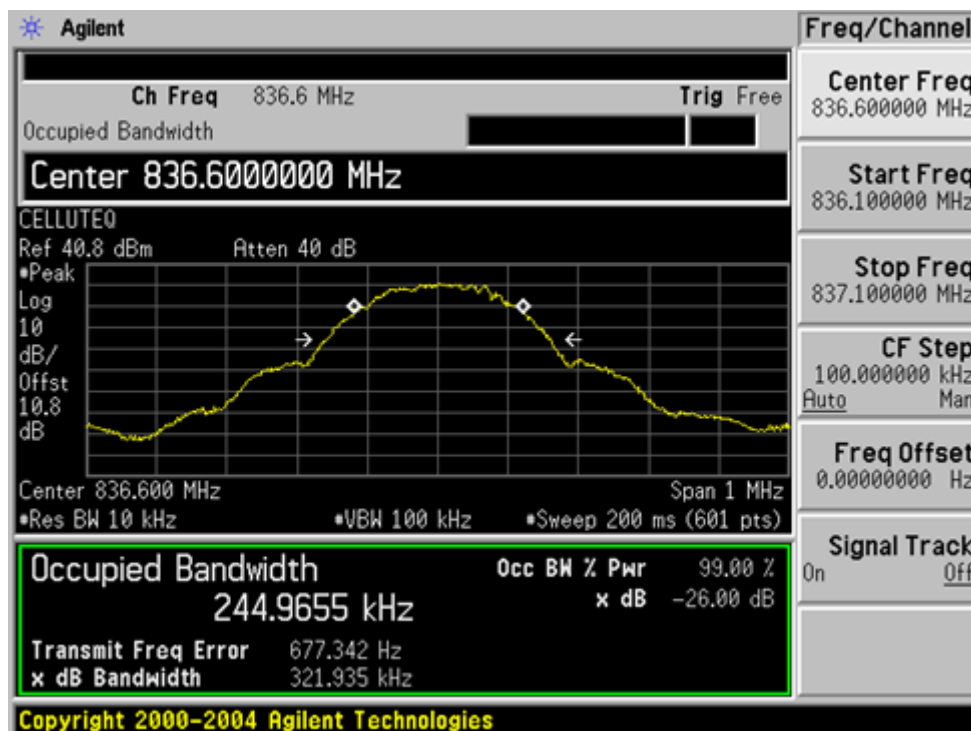 Agilent
Freq/Channel
Ch Freq 836.6 MHz Trig Free
Occupied Bandwidth
Center 836.6000000 MHz
CELLUTEQ
Ref 40.8 dBm Atten 40 dB
•Peak
Log
10
dB/
Offst
10.8
dB
Center 836.600 MHz Span 1 MHz
•Res BW 10 kHz •VBW 100 kHz •Sweep 200 ms (601 pts)
Occupied Bandwidth Occ BW % Pwr 99.00 %
244.9655 kHz x dB -26.00 dB
Transmit Freq Error 677.342 Hz
x dB Bandwidth 321.935 kHz
Copyright 2000-2004 Agilent Technologies
Center Freq
836.600000 MHz
Start Freq
836.100000 MHz
Stop Freq
837.100000 MHz
CF Step
100.000000 kHz
Auto Man
Freq Offset
0.00000000 Hz
Signal Track
On Off